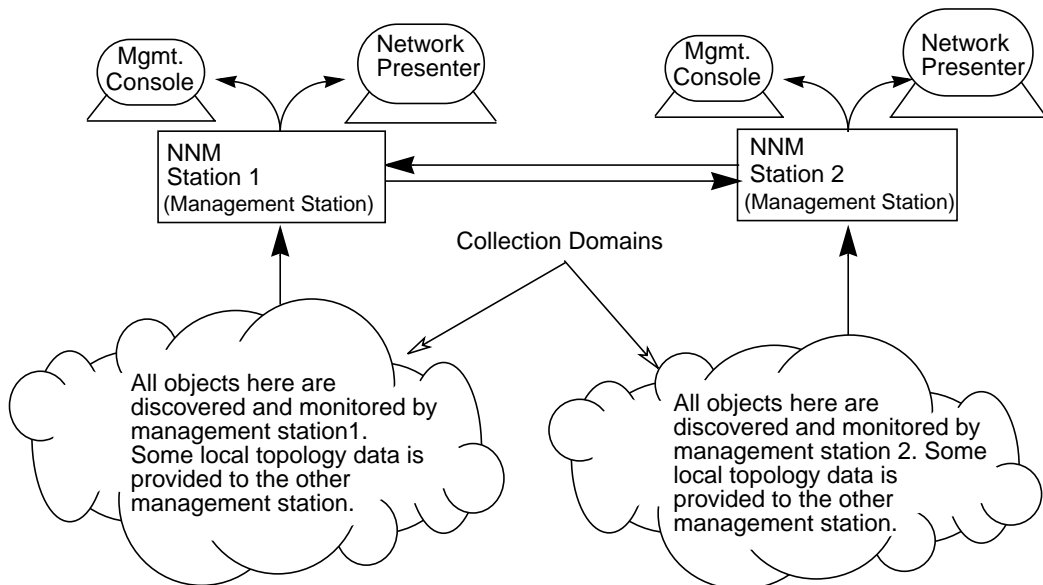 Mgmt.
Console
Network
Presenter
Mgmt.
Console
Network
Presenter
NNM
Station 1
(Management Station)
NNM
Station 2
(Management Station)
Collection Domains
All objects here are
discovered and monitored by
management station1.
Some local topology data is
provided to the other
management station.
All objects here are
discovered and monitored by
management station 2. Some
local topology data is
provided to the other
management station.